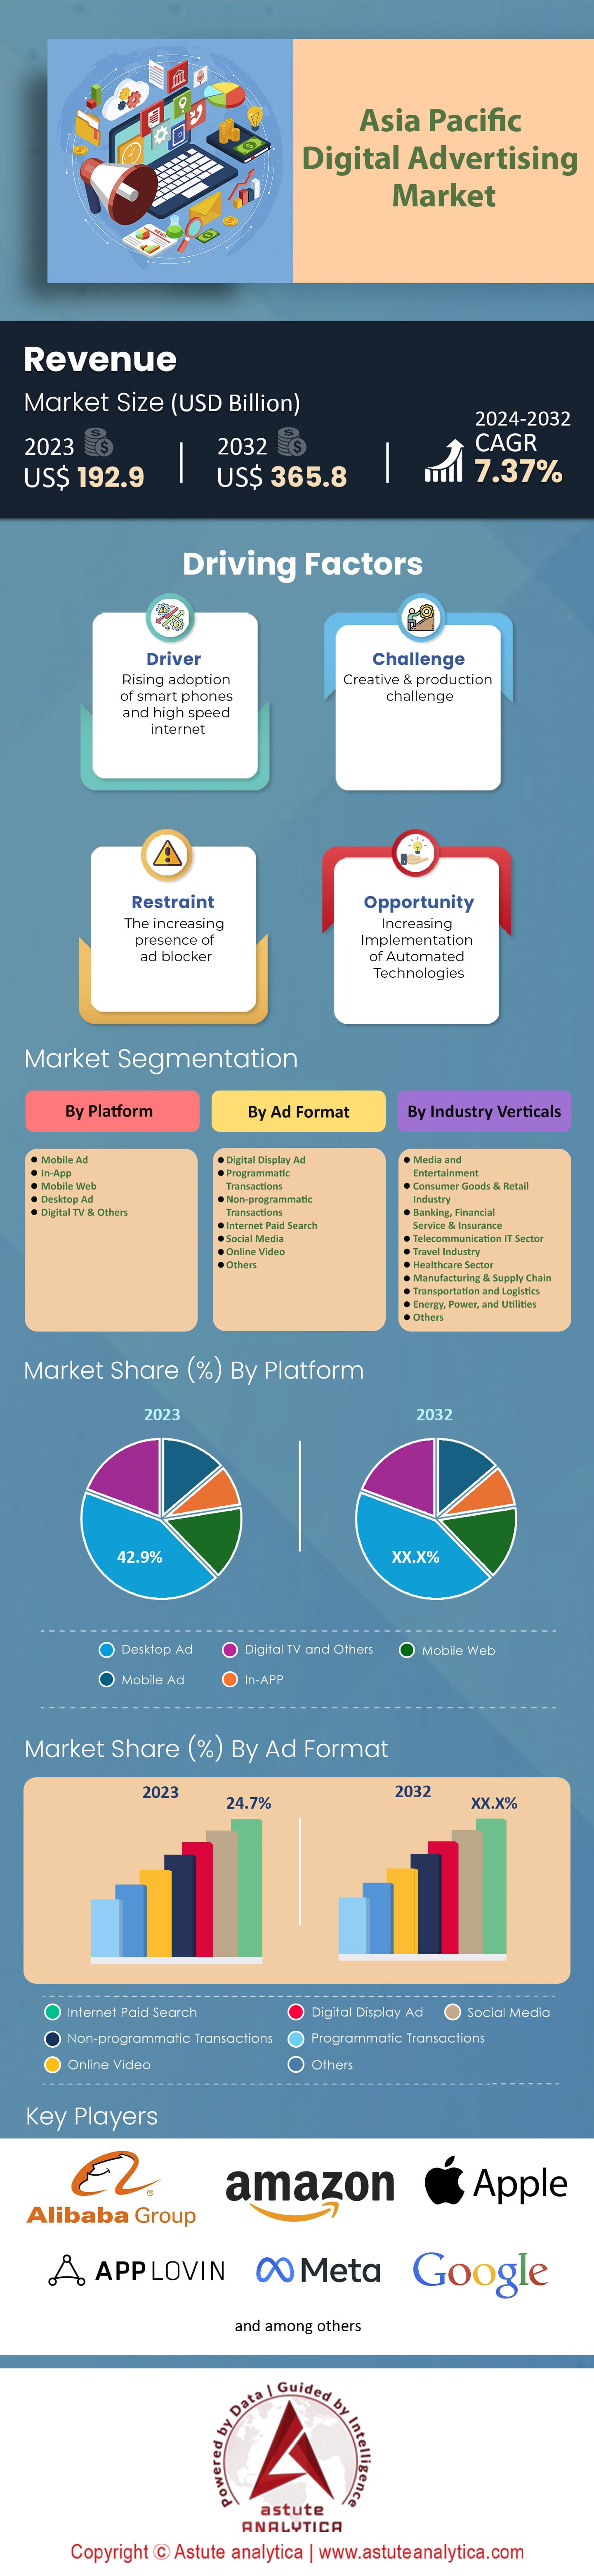 Asia Pacific
Digital Advertising
Market
Revenue
Market Size (USD Billion)
2023
US$ 192.9
2032
US$ 365.8
2024-2032
CAGR
7.37%
Driving Factors
Driver
Rising adoption
of smart phones
and high speed
internet
Challenge
Creative & production
challenge
Restraint
The increasing
presence of
ad blocker
Opportunity
Increasing
Implementation
of Automated
Technologies
Market Segmentation
By Platform
Mobile Ad
In-App
Mobile Web
Desktop Ad
Digital TV & Others
By Ad Format
Digital Display Ad
Programmatic
Transactions
Non-programmatic
Transactions
Internet Paid Search
Social Media
Online Video
Others
By Industry Verticals
Media and
Entertainment
Consumer Goods & Retail
Industry
Banking, Financial
Service & Insurance
Telecommunication IT Sector
Travel Industry
Healthcare Sector
Manufacturing & Supply Chain
Transportation and Logistics
Energy, Power, and Utilities
Others
Market Share (%) By Platform
2023
42.9%
2032
XX.X%
Desktop Ad
Digital TV and Others
Mobile Web
Mobile Ad
In-APP
Market Share (%) By Ad Format
2023
24.7%
2032
XX.X%
Internet Paid Search
Digital Display Ad
Social Media
Non-programmatic Transactions
Programmatic Transactions
Online Video
Others
Key Players
Alibaba Group
amazon
Apple
APPLOVIN
Meta
Google
and among others
Powered by Data | Guided by Intelligence
astute
ANALYTICA
Copyright © Astute analytica | www.astuteanalytica.com